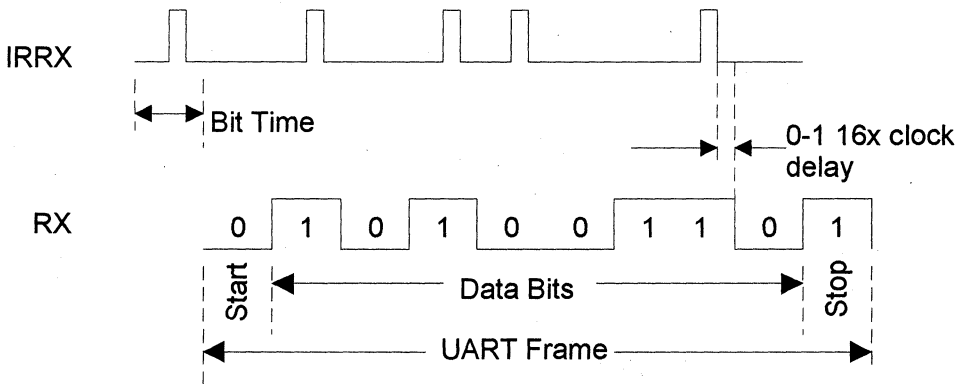 IRRX
Bit Time
0-1 16x clock
delay
RX
0 1 0 1 0 0 1 1 0 1
Start
Data Bits
Stop
UART Frame